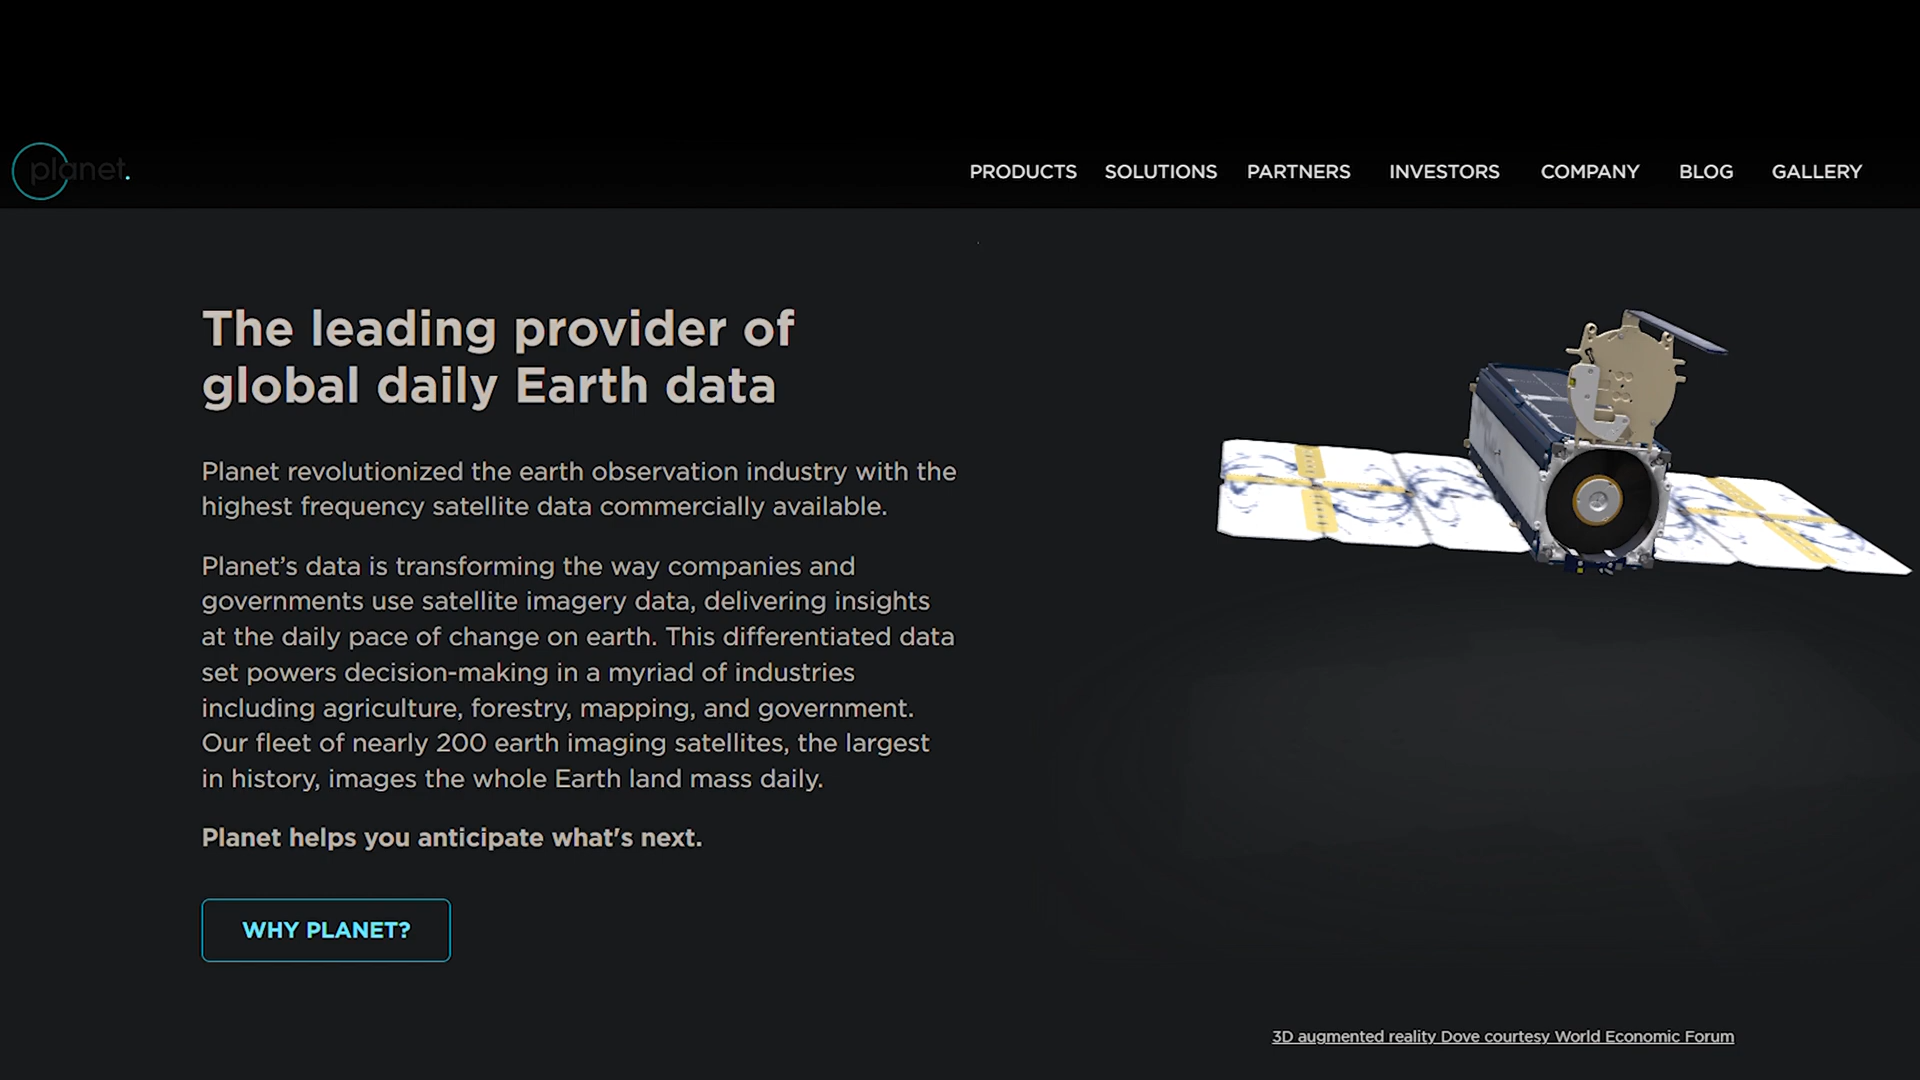 planet.
PRODUCTS SOLUTIONS PARTNERS INVESTORS COMPANY BLOG GALLERY
The leading provider of
global daily Earth data
Planet revolutionized the earth observation industry with the
highest frequency satellite data commercially available.
Planet’s data is transforming the way companies and
governments use satellite imagery data, delivering insights
at the daily pace of change on earth. This differentiated data
set powers decision-making in a myriad of industries
including agriculture, forestry, mapping, and government.
Our fleet of nearly 200 earth imaging satellites, the largest
in history, images the whole Earth land mass daily.
Planet helps you anticipate what's next.
WHY PLANET?
3D augmented reality Dove courtesy World Economic Forum